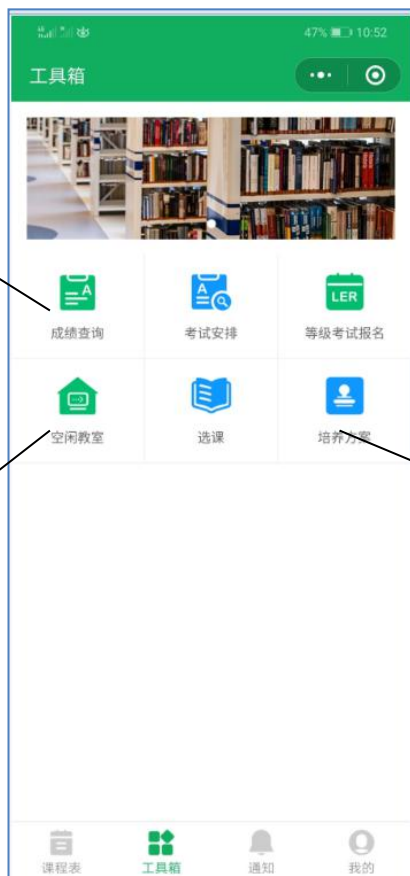 47% 10:52
工具箱
成绩查询
考试安排
LER
等级考试报名
空闲教室
选课
培养方案
课程表
工具箱
通知
我的